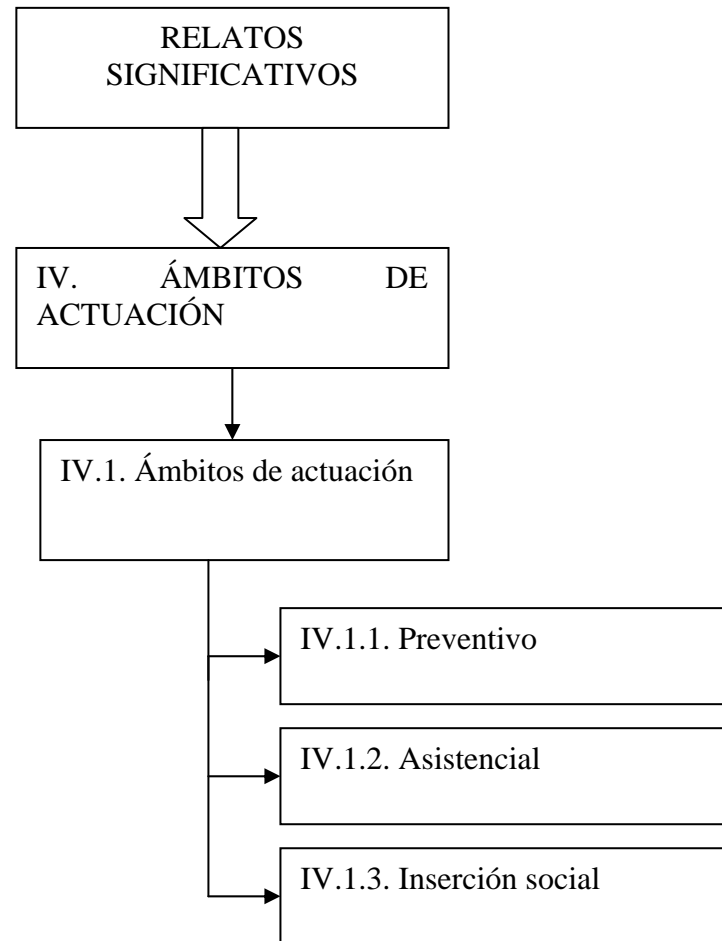 RELATOS
SIGNIFICATIVOS
IV. ÁMBITOS DE
ACTUACIÓN
IV.1. Ámbitos de actuación
IV.1.1. Preventivo
IV.1.2. Asistencial
IV.1.3. Inserción social